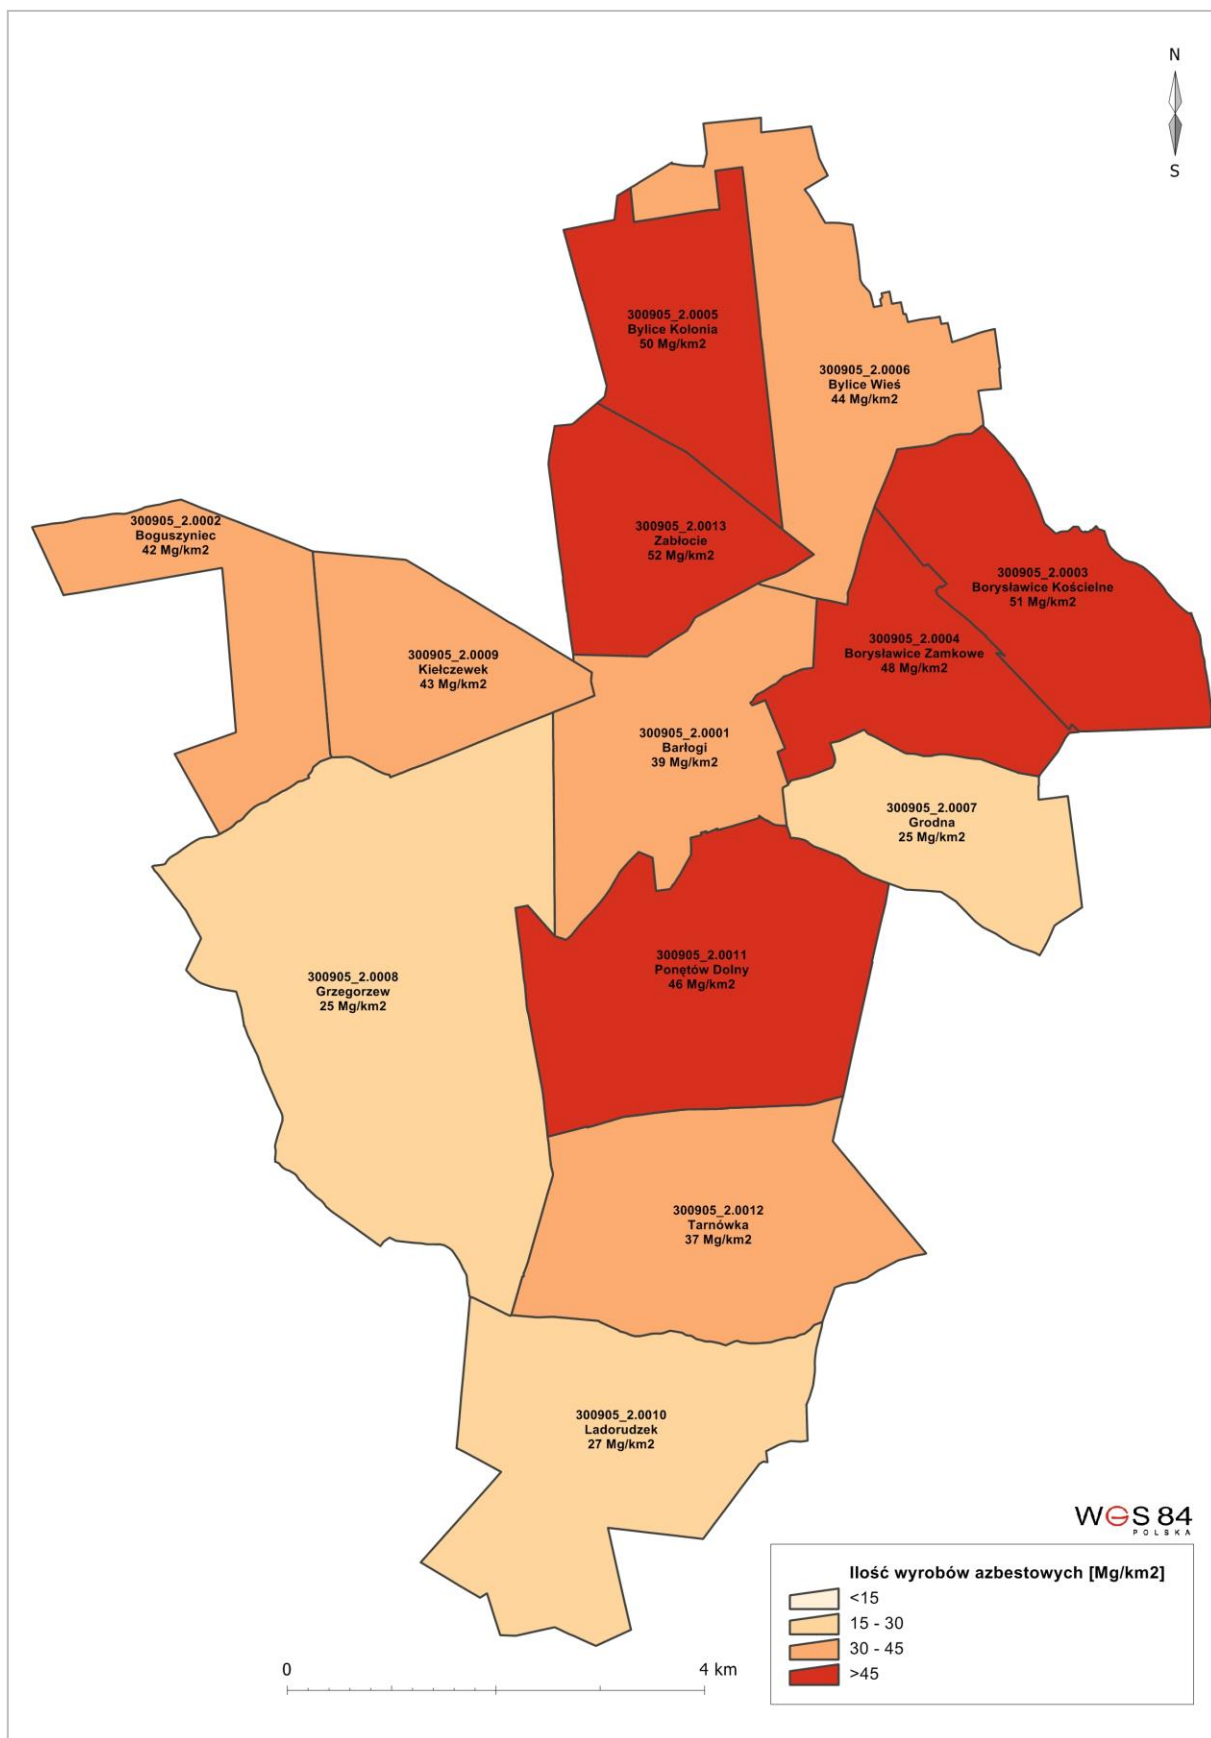 N
S
300905_2.0005
Bylice Kolonia
50 Mg/km2
300905_2.0006
Bylice Wieś
44 Mg/km2
300905_2.0002
Boguszyniec
42 Mg/km2
300905_2.0013
Zabłocie
52 Mg/km2
300905_2.0003
Borysławice Kościelne
51 Mg/km2
300905_2.0004
Borysławice Zamkowe
48 Mg/km2
300905_2.0009
Kiełczewek
43 Mg/km2
300905_2.0001
Barłogi
39 Mg/km2
300905_2.0007
Grodna
25 Mg/km2
300905_2.0011
Ponętów Dolny
46 Mg/km2
300905_2.0008
Grzegorzew
25 Mg/km2
300905_2.0012
Tarnówka
37 Mg/km2
300905_2.0010
Ladorudzek
27 Mg/km2
WGS 84
POLSKA
Ilość wyrobów azbestowych [Mg/km2]
<15
15 - 30
30 - 45
>45
0 4 km